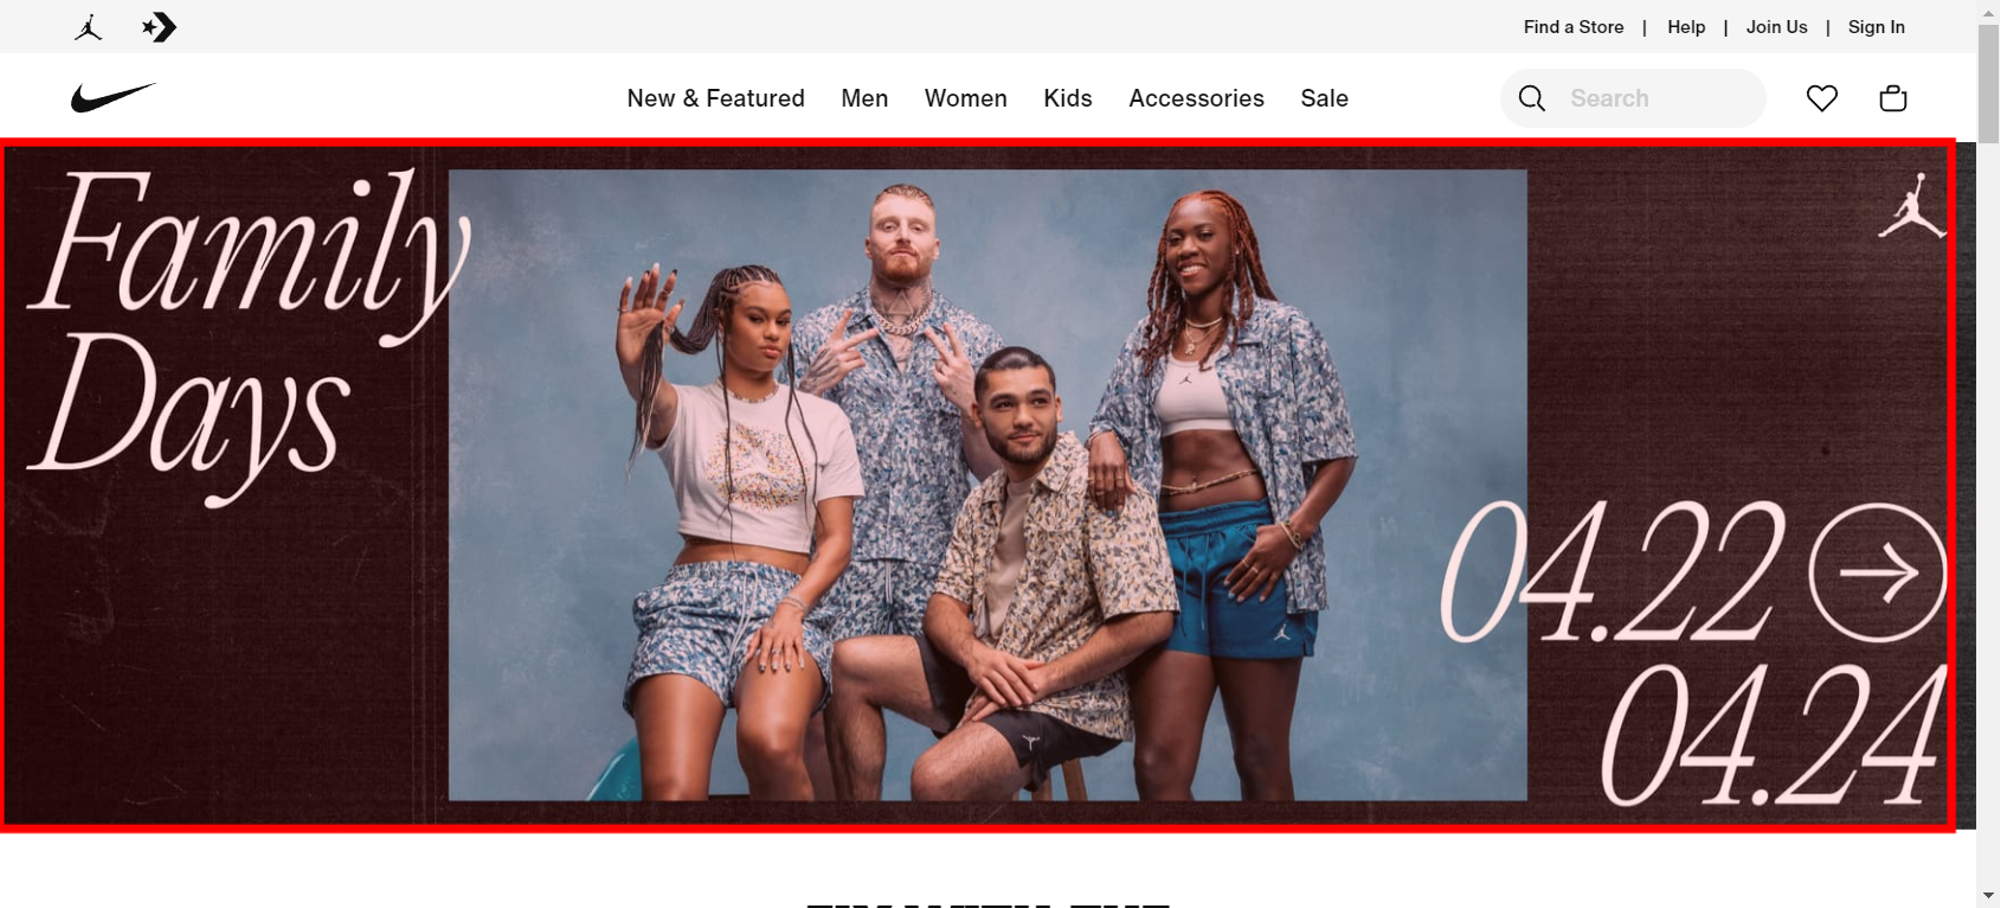 Find a Store | Help | Join Us | Sign In
New & Featured Men Women Kids Accessories Sale Search
Family
Days
04.22
04.24